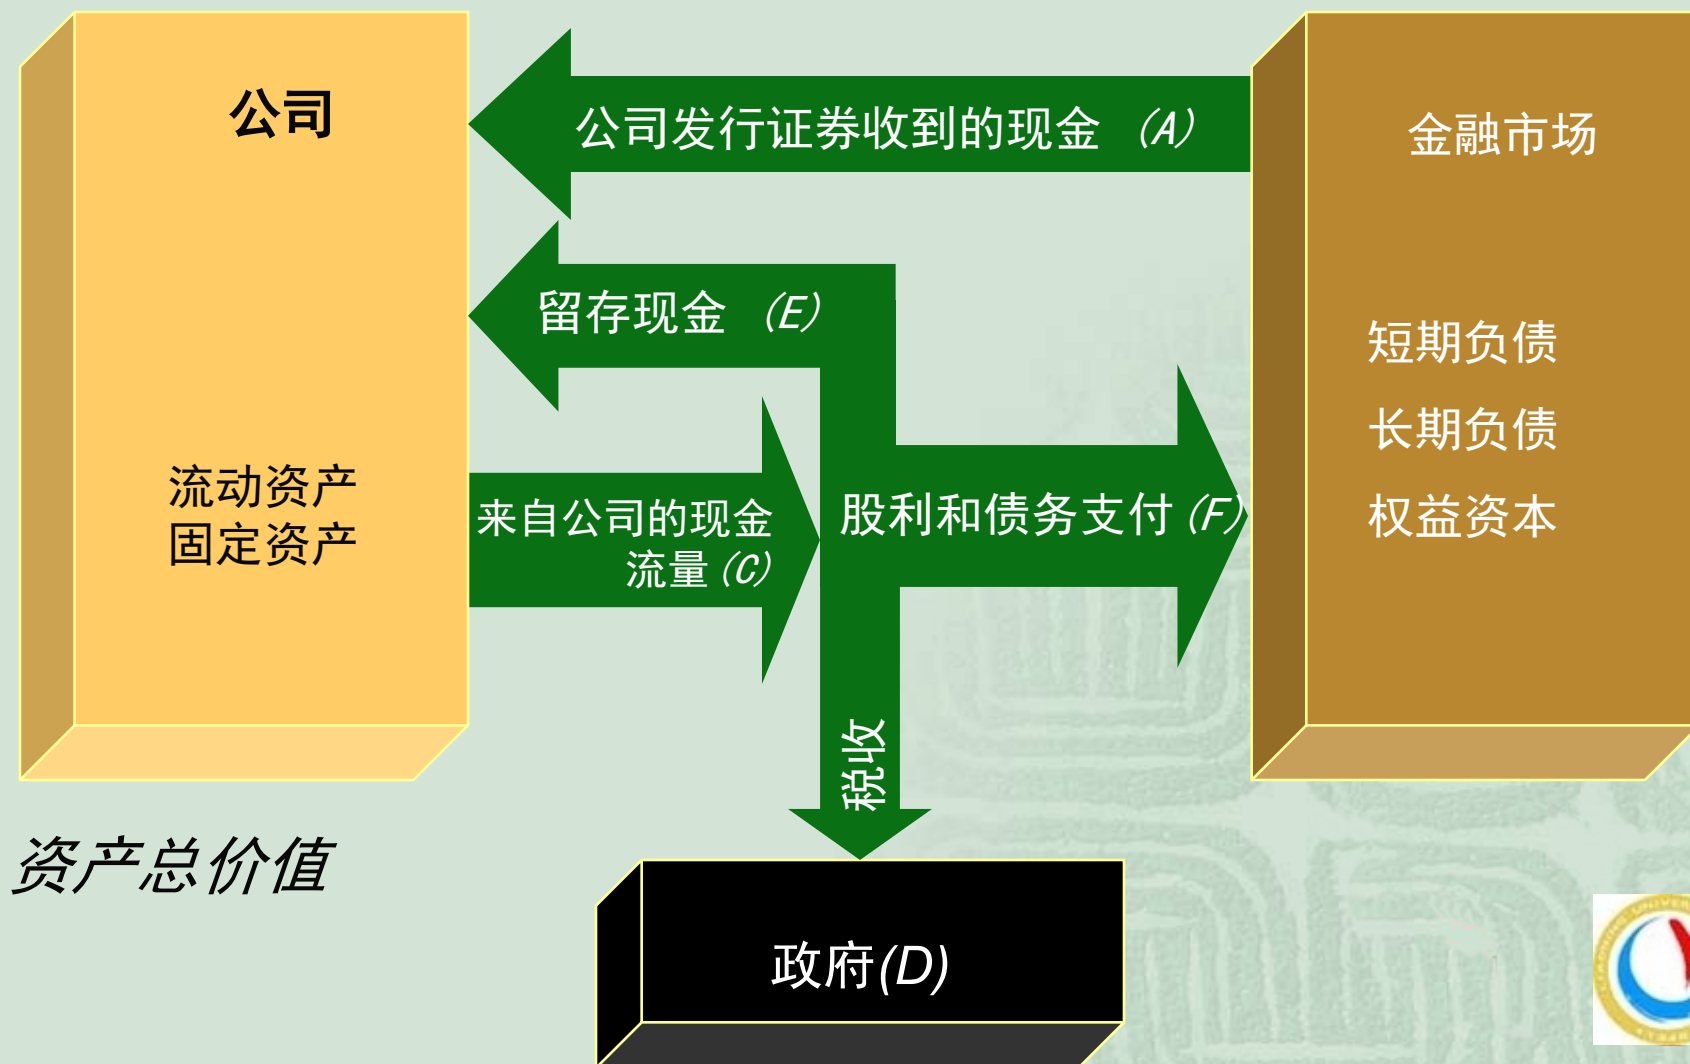 公司
公司发行证券收到的现金 (A)
金融市场
留存现金 (E)
短期负债
长期负债
权益资本
流动资产
固定资产
来自公司的现金
流量(C)
股利和债务支付(F)
税收
资产总价值
政府(D)